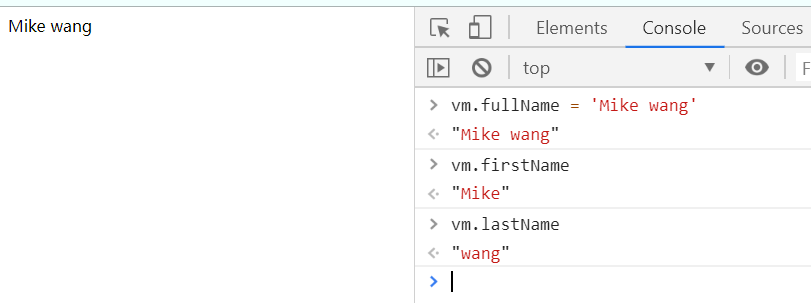 Mike wang
Elements Console Sources
top F
vm.fullName = 'Mike wang'
"Mike wang"
vm.firstName
"Mike"
vm.lastName
"wang"